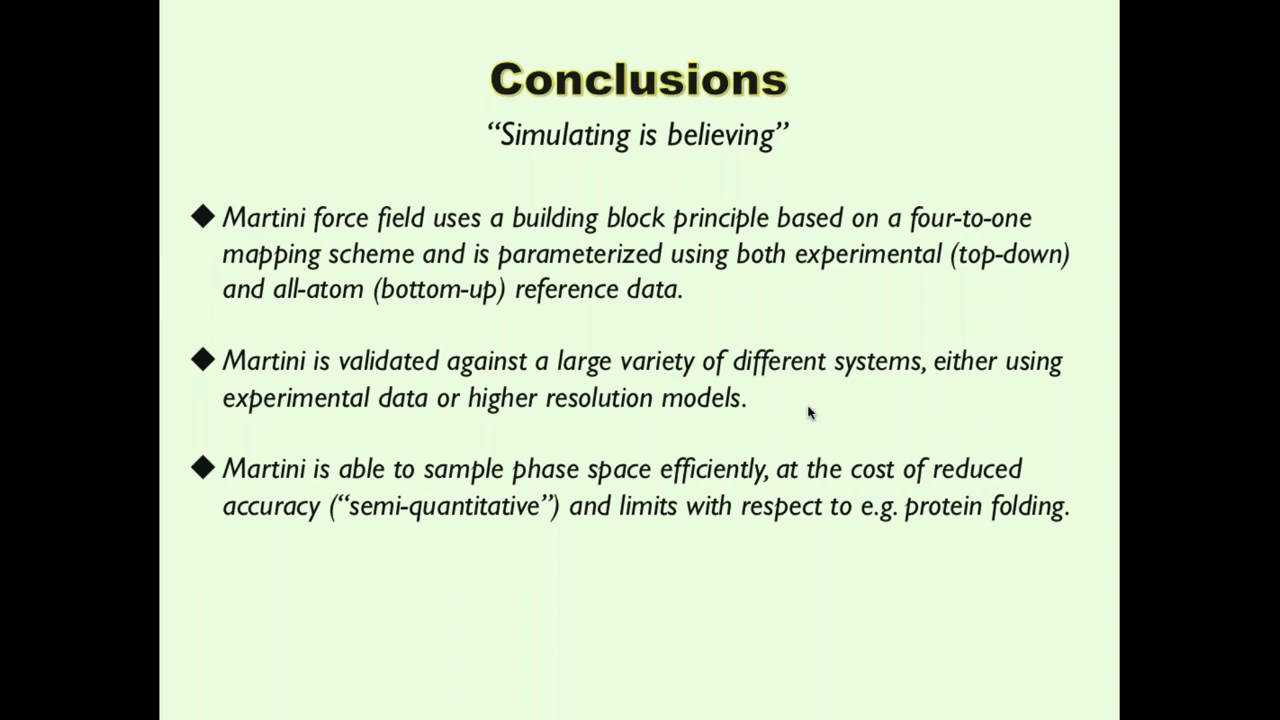 Conclusions
“Simulating is believing”
◆ Martini force field uses a building block principle based on a four-to-one
mapping scheme and is parameterized using both experimental (top-down)
and all-atom (bottom-up) reference data.
◆ Martini is validated against a large variety of different systems, either using
experimental data or higher resolution models.
◆ Martini is able to sample phase space efficiently, at the cost of reduced
accuracy (“semi-quantitative”) and limits with respect to e.g. protein folding.